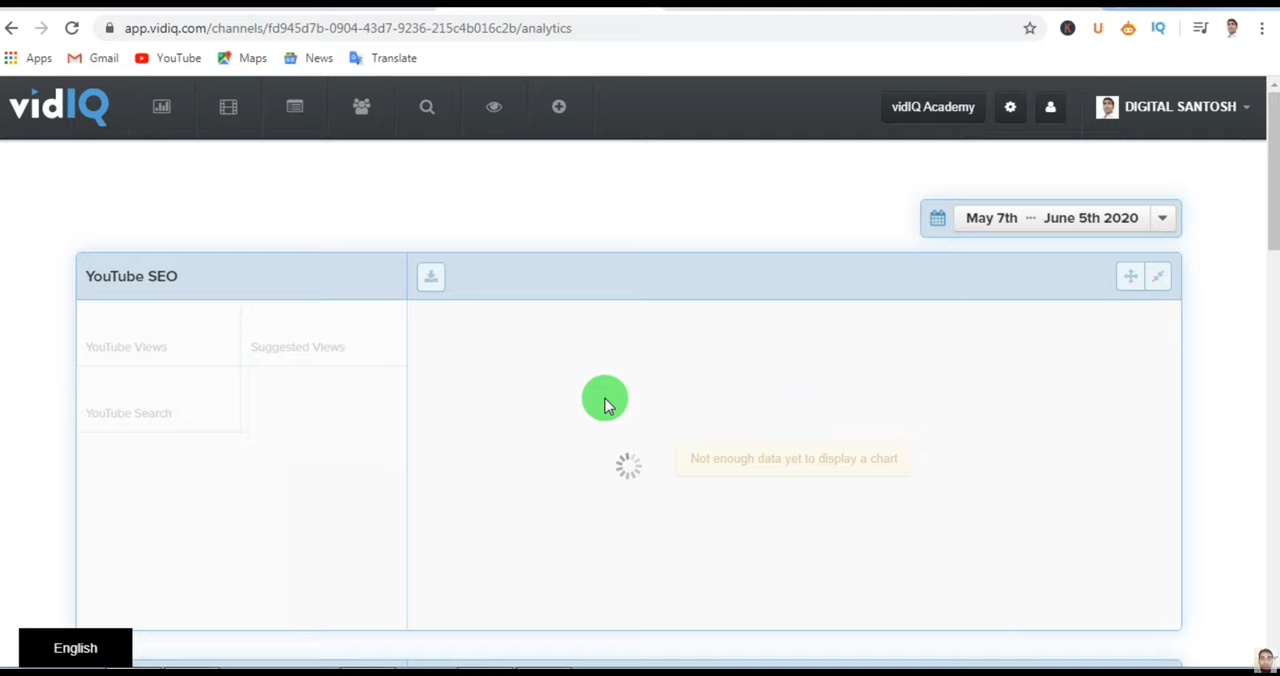 app.vidiq.com/channels/fd945d7b-0904-43d7-9236-215c4b016c2b/analytics
K U IQ
Apps Gmail YouTube Maps News Translate
vidIQ vidIQ Academy DIGITAL SANTOSH
May 7th ··· June 5th 2020
YouTube SEO
YouTube Views Suggested Views
YouTube Search
Not enough data yet to display a chart
English